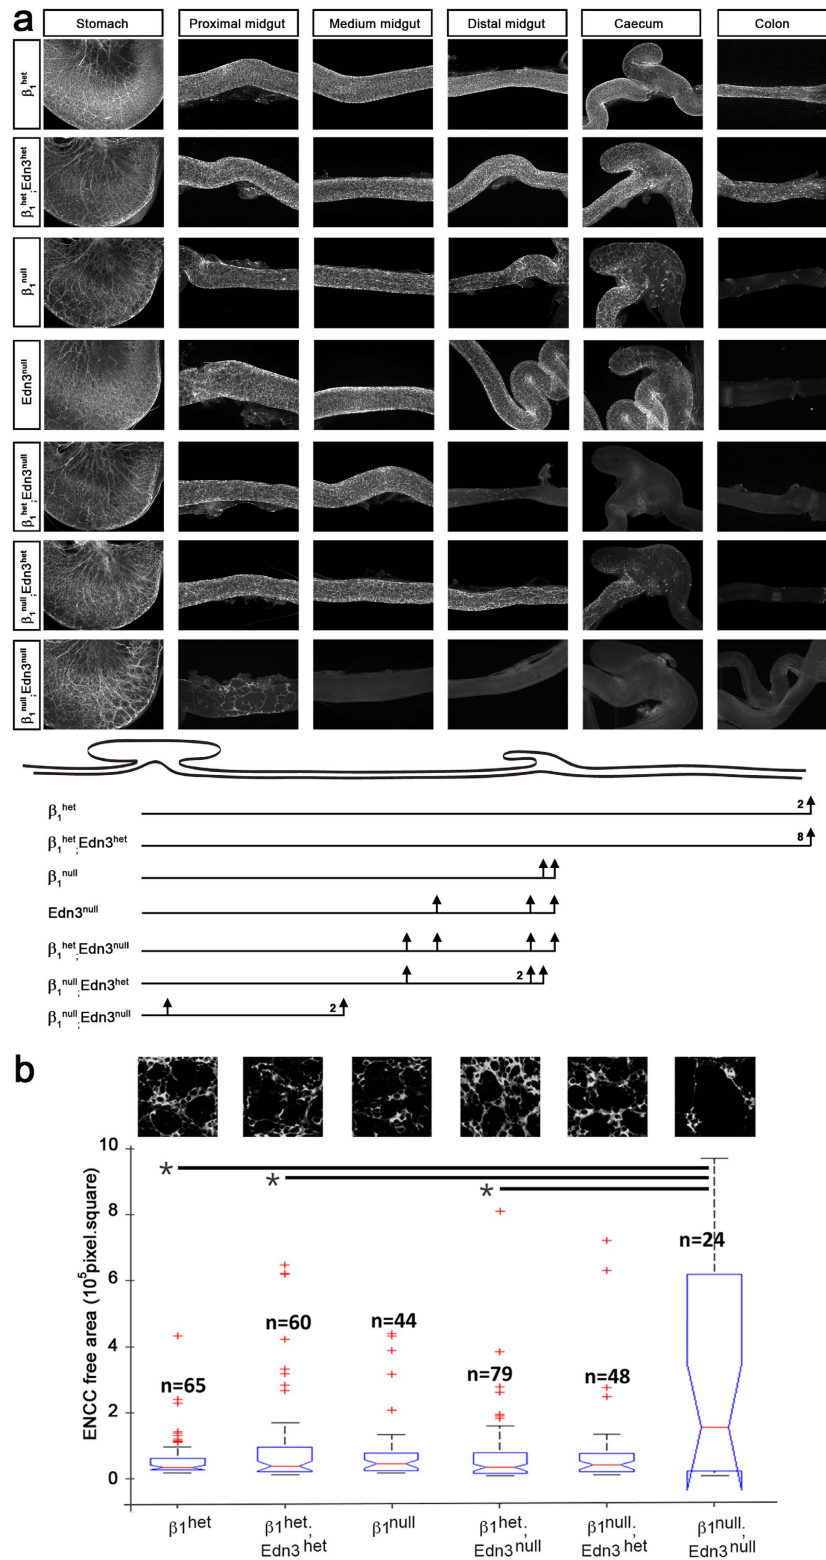 a
Stomach Proximal midgut Medium midgut Distal midgut Caecum Colon
β₁ʰᵉᵗ
β₁ʰᵉᵗ;Edn3ʰᵉᵗ
β₁ⁿᵘˡˡ
Edn3ⁿᵘˡˡ
β₁ʰᵉᵗ;Edn3ⁿᵘˡˡ
β₁ⁿᵘˡˡ;Edn3ʰᵉᵗ
β₁ⁿᵘˡˡ;Edn3ⁿᵘˡˡ
β₁ʰᵉᵗ 2
β₁ʰᵉᵗ;Edn3ʰᵉᵗ 8
β₁ⁿᵘˡˡ
Edn3ⁿᵘˡˡ
β₁ʰᵉᵗ;Edn3ⁿᵘˡˡ
β₁ⁿᵘˡˡ;Edn3ʰᵉᵗ 2
β₁ⁿᵘˡˡ;Edn3ⁿᵘˡˡ 2
b
ENCC free area (10⁵pixel.square)
10
8
6
4
2
0
* * *
n=65 n=60 n=44 n=79 n=48 n=24
β1ʰᵉᵗ
β1ʰᵉᵗ;
Edn3ʰᵉᵗ
β1ⁿᵘˡˡ
β1ʰᵉᵗ;
Edn3ⁿᵘˡˡ
β1ⁿᵘˡˡ;
Edn3ʰᵉᵗ
β1ⁿᵘˡˡ;
Edn3ⁿᵘˡˡ